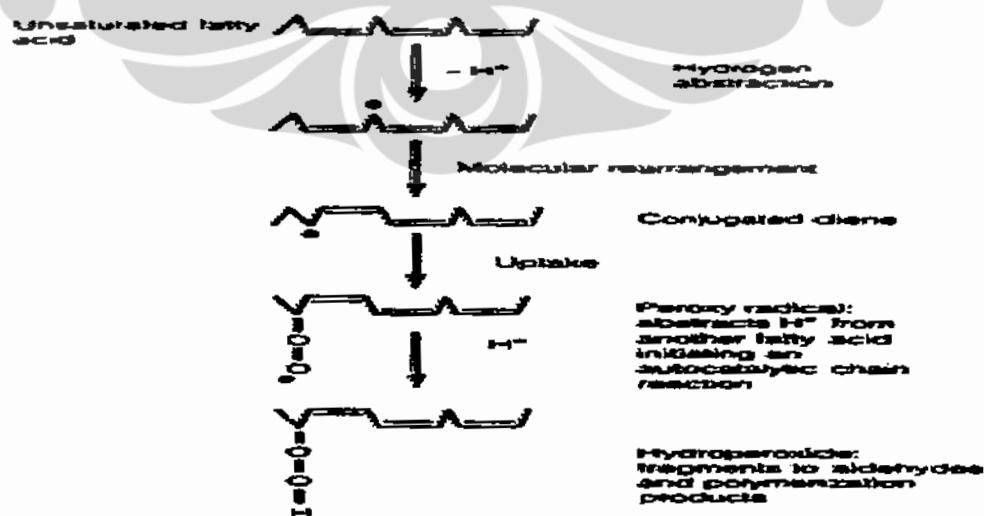 Unsaturated fatty
acid
Hydrogen
abstraction
Molecular rearrangement
Conjugated diene
Uptake
Peroxy radical:
abstracts H from
another fatty acid
initiating an
autocatalytic chain
reaction
Hydroperoxide:
fragments to aldehydes
and polymerization
products